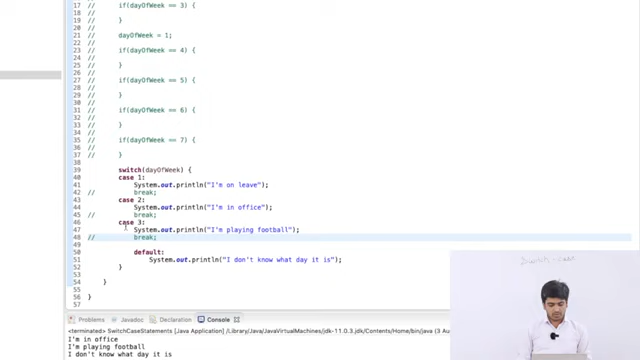 17 // if(dayOfWeek == 3) {
18 //
19 // }
20 //
21 // dayOfWeek = 1;
22 //
23 // if(dayOfWeek == 4) {
25 //
26 // }
27 // if(dayOfWeek == 5) {
28 //
29 // }
31 // if(dayOfWeek == 6) {
33 //
34 // }
35 // if(dayOfWeek == 7) {
36 //
37 // }
38
39 switch(dayOfWeek) {
40 case 1:
41 System.out.println("I'm on leave");
42 // break;
43 case 2:
44 System.out.println("I'm in office");
45 // break;
46 case 3:
47 System.out.println("I'm playing football");
48 // break;
49
50 default:
51 System.out.println("I don't know what day it is");
52 }
53
54 }
55
56 }
57
Problems Javadoc Declaration Console
<terminated> SwitchCaseStatements [Java Application] /Library/Java/JavaVirtualMachines/jdk-11.0.3.jdk/Contents/Home/bin/java (3 Au
I'm in office
I'm playing football
I don't know what day it is